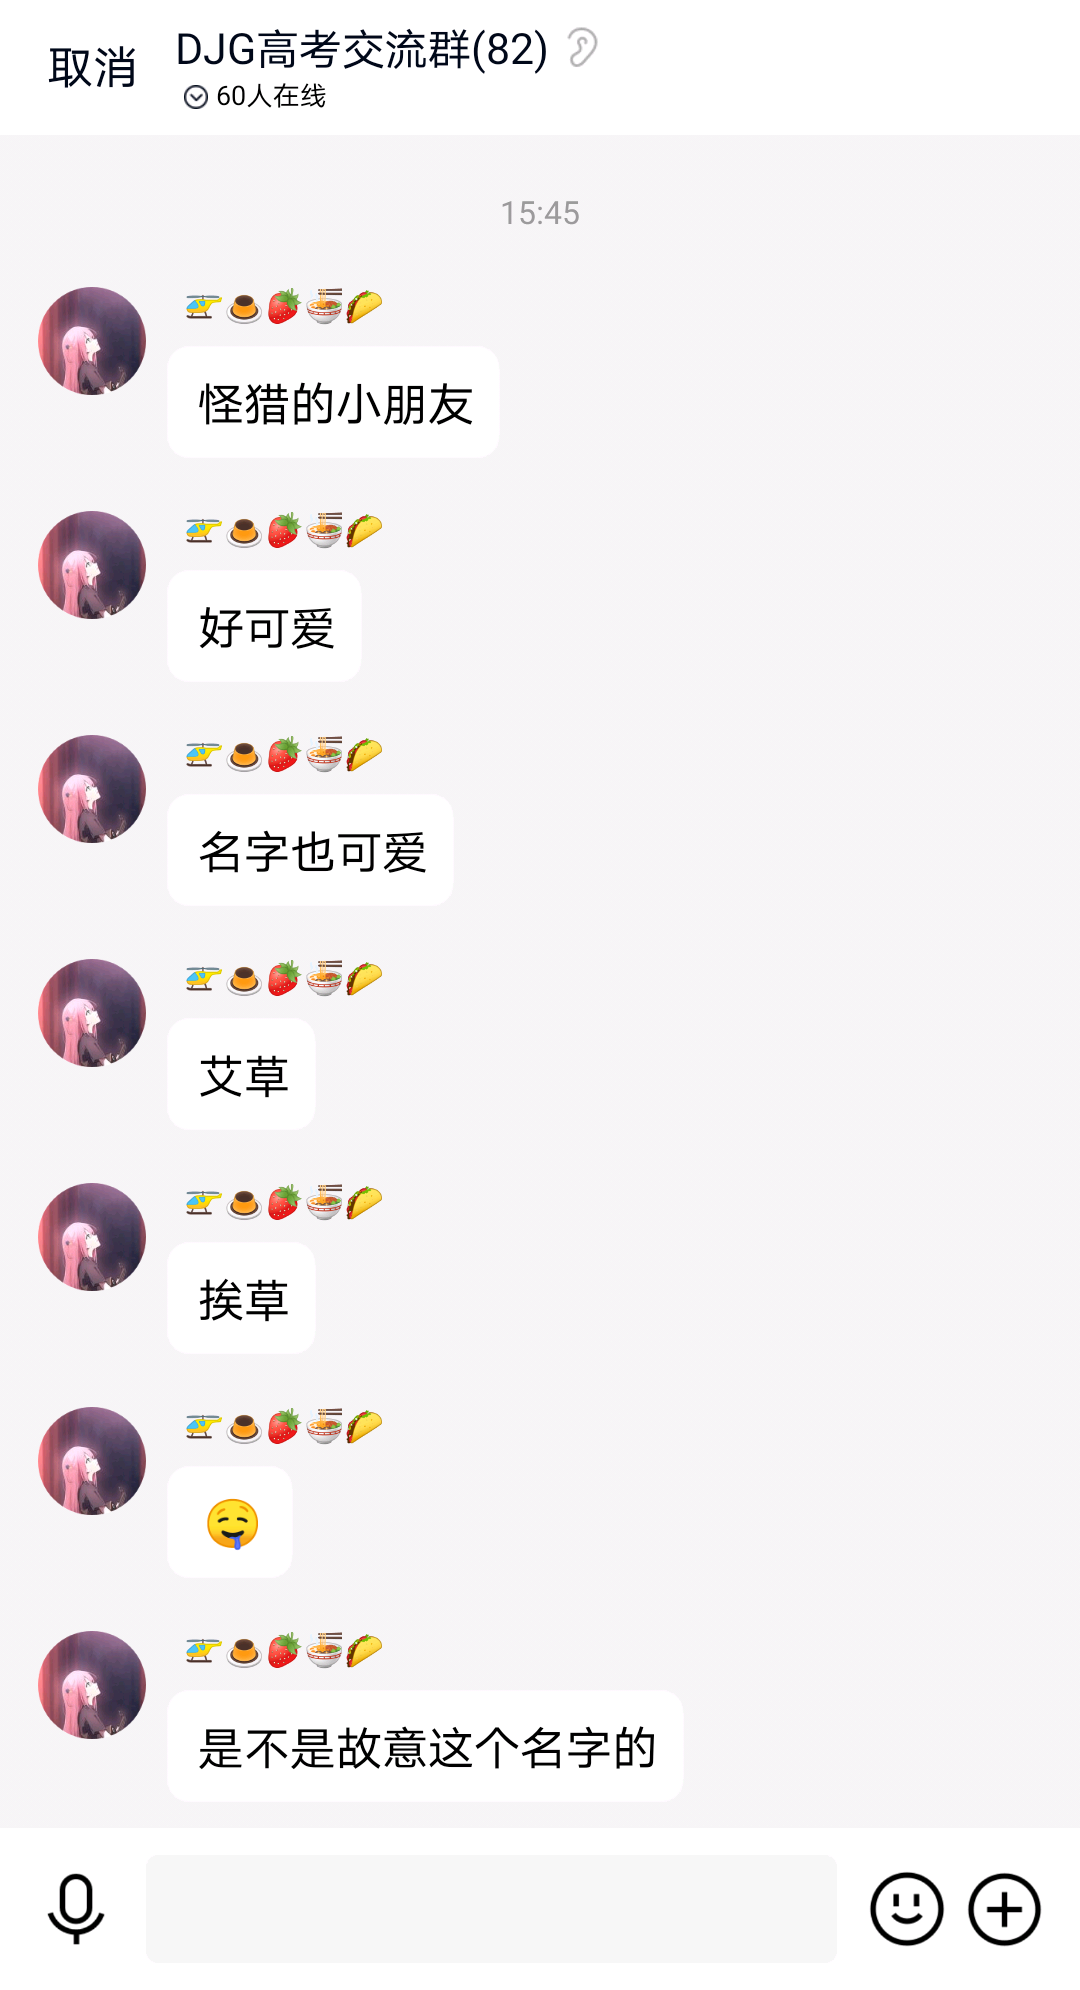 取消
DJG高考交流群(82)
60人在线
15:45
🚁🍮🍓🍜🌮
怪猎的小朋友
🚁🍮🍓🍜🌮
好可爱
🚁🍮🍓🍜🌮
名字也可爱
🚁🍮🍓🍜🌮
艾草
🚁🍮🍓🍜🌮
挨草
🚁🍮🍓🍜🌮
🤤
🚁🍮🍓🍜🌮
是不是故意这个名字的